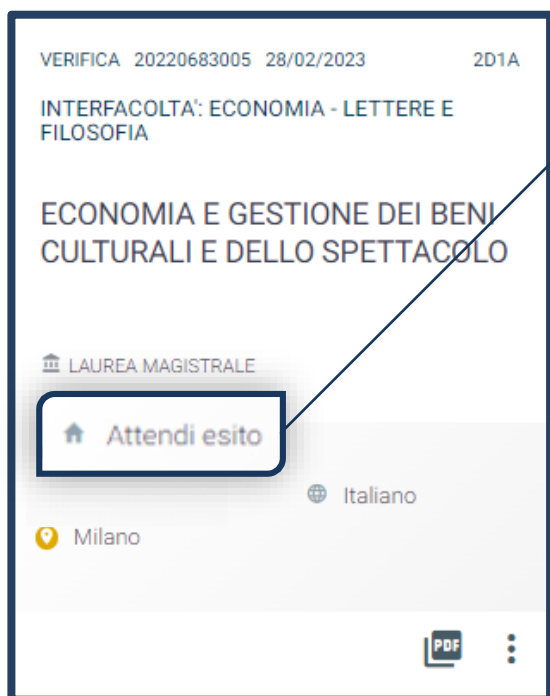 VERIFICA 20220683005 28/02/2023 2D1A
INTERFACOLTA': ECONOMIA - LETTERE E
FILOSOFIA
ECONOMIA E GESTIONE DEI BENI
CULTURALI E DELLO SPETTACOLO
LAUREA MAGISTRALE
Attendi esito
Italiano
Milano
PDF